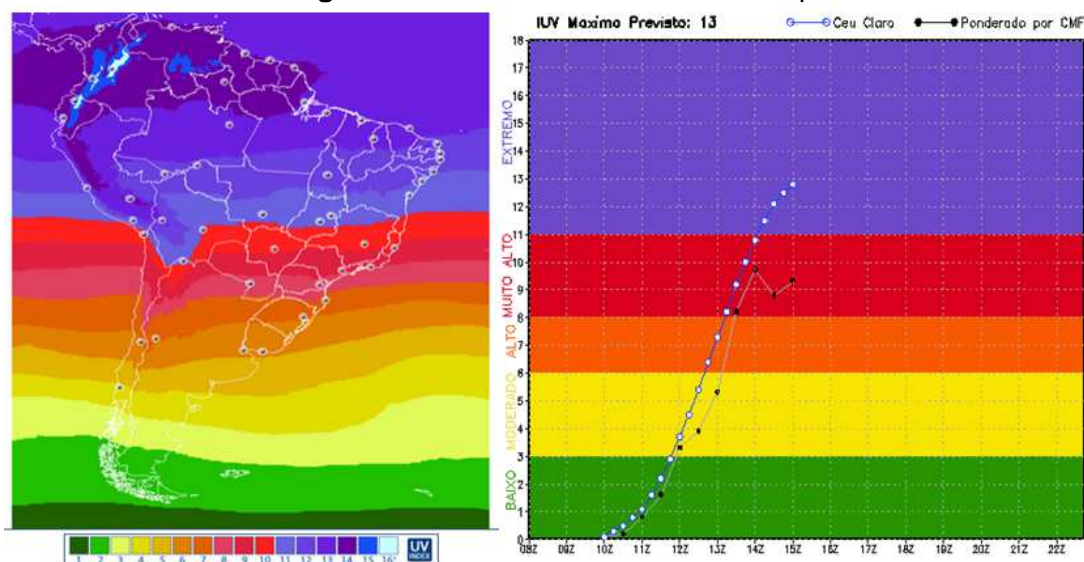 IUV Maximo Previsto: 13
Ceu Claro
Ponderado por CMF
18
17
16
15
14
13
12
11
10
9
8
7
6
5
4
3
2
1
0
EXTREMO
MUITO ALTO
ALTO
MODERADO
BAIXO
08Z 09Z 10Z 11Z 12Z 13Z 14Z 15Z 16Z 17Z 18Z 19Z 20Z 21Z 22Z
1 2 3 4 5 6 7 8 9 10 11 12 13 14 15 16+
UV
INDEX